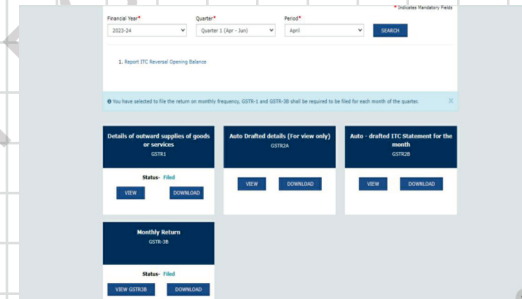 * Indicates Mandatory Fields
Financial Year* Quarter* Period*
2023-24 Quarter 1 (Apr - Jun) April SEARCH
1. Report ITC Reversal Opening Balance
You have selected to file the return on monthly frequency, GSTR-1 and GSTR-3B shall be required to be filed for each month of the quarter. X
Details of outward supplies of goods or services
GSTR1
Status- Filed
VIEW DOWNLOAD
Auto Drafted details (For view only)
GSTR2A
VIEW DOWNLOAD
Auto - drafted ITC Statement for the month
GSTR2B
VIEW DOWNLOAD
Monthly Return
GSTR-3B
Status- Filed
VIEW GSTR3B DOWNLOAD